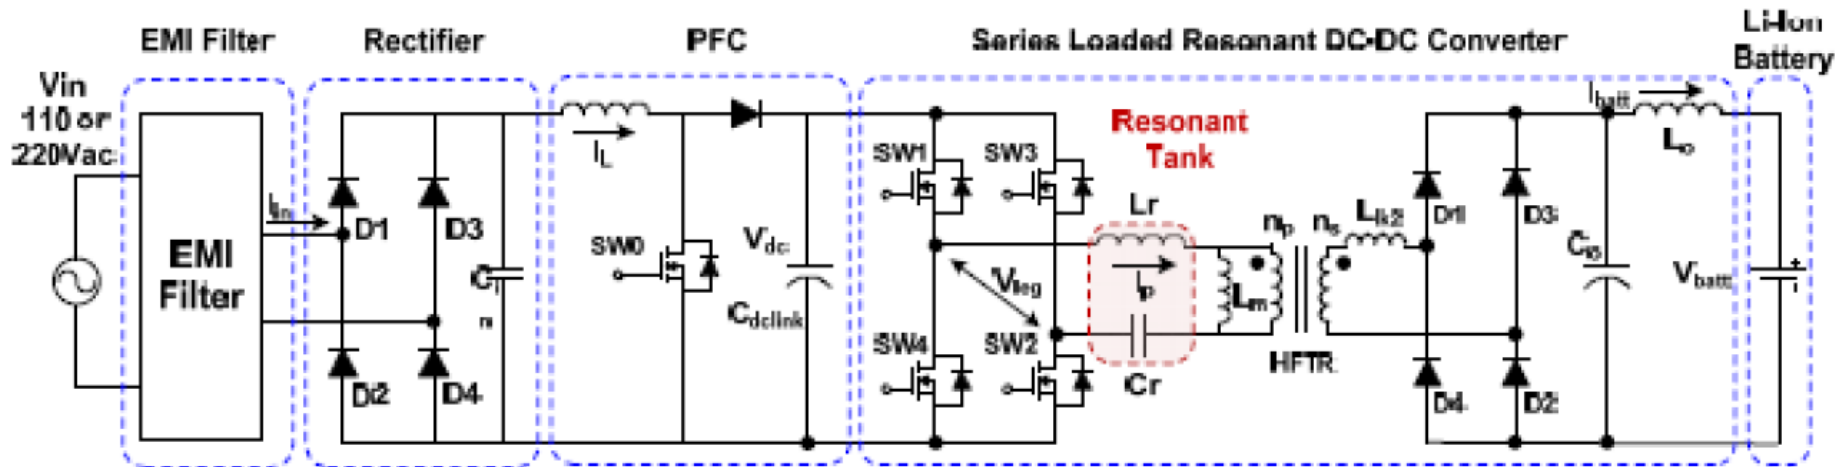 EMI Filter
Rectifier
PFC
Series Loaded Resonant DC-DC Converter
Li-Ion
Battery
Vin
110 or
220Vac
EMI
Filter
Iin
D1
D3
D2
D4
Ci
n
IL
SW0
Vdc
Cdclink
SW1
SW3
SW4
SW2
Vleg
Resonant
Tank
Lr
Ip
Cr
Lm
np
ns
HFTR
Llk2
D1
D3
D4
D2
Ibatt
Lo
Vbatt
+